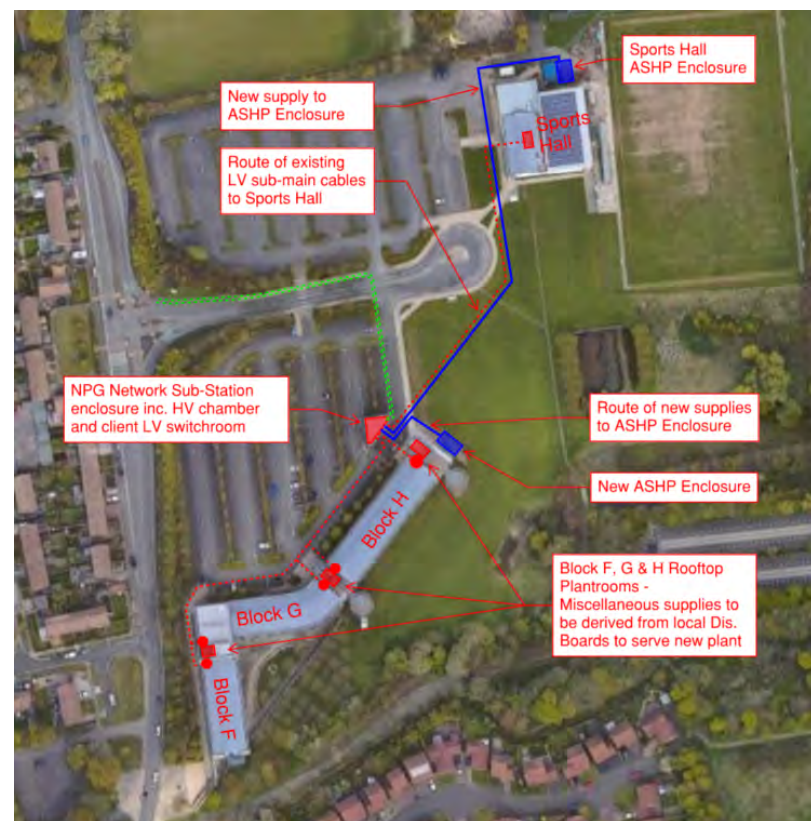 Sports Hall
ASHP Enclosure
New supply to
ASHP Enclosure
Sports
Hall
Route of existing
LV sub-main cables
to Sports Hall
NPG Network Sub-Station
enclosure inc. HV chamber
and client LV switchroom
Route of new supplies
to ASHP Enclosure
New ASHP Enclosure
Block H
Block G
Block F
Block F, G & H Rooftop
Plantrooms -
Miscellaneous supplies to
be derived from local Dis.
Boards to serve new plant